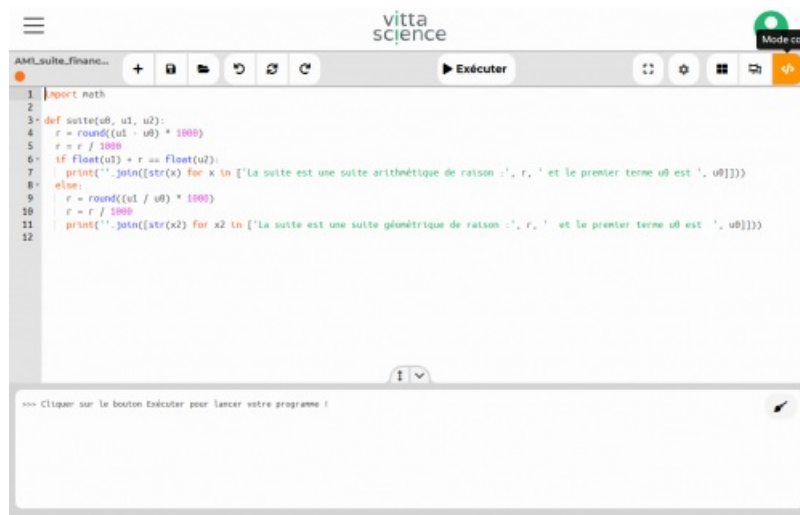 vitta
science
Mode co
AM1_suite_financ...
Exécuter
1 import math
2
3 def suite(u0, u1, u2):
4 r = round((u1 - u0) * 1000)
5 r = r / 1000
6 if float(u1) + r == float(u2):
7 print(''.join([str(x) for x in ['La suite est une suite arithmétique de raison :', r, ' et le premier terme u0 est ', u0]]))
8 else:
9 r = round((u1 / u0) * 1000)
10 r = r / 1000
11 print(''.join([str(x2) for x2 in ['La suite est une suite géométrique de raison :', r, '  et le premier terme u0 est  ', u0]]))
12
>>> Cliquer sur le bouton Exécuter pour lancer votre programme !